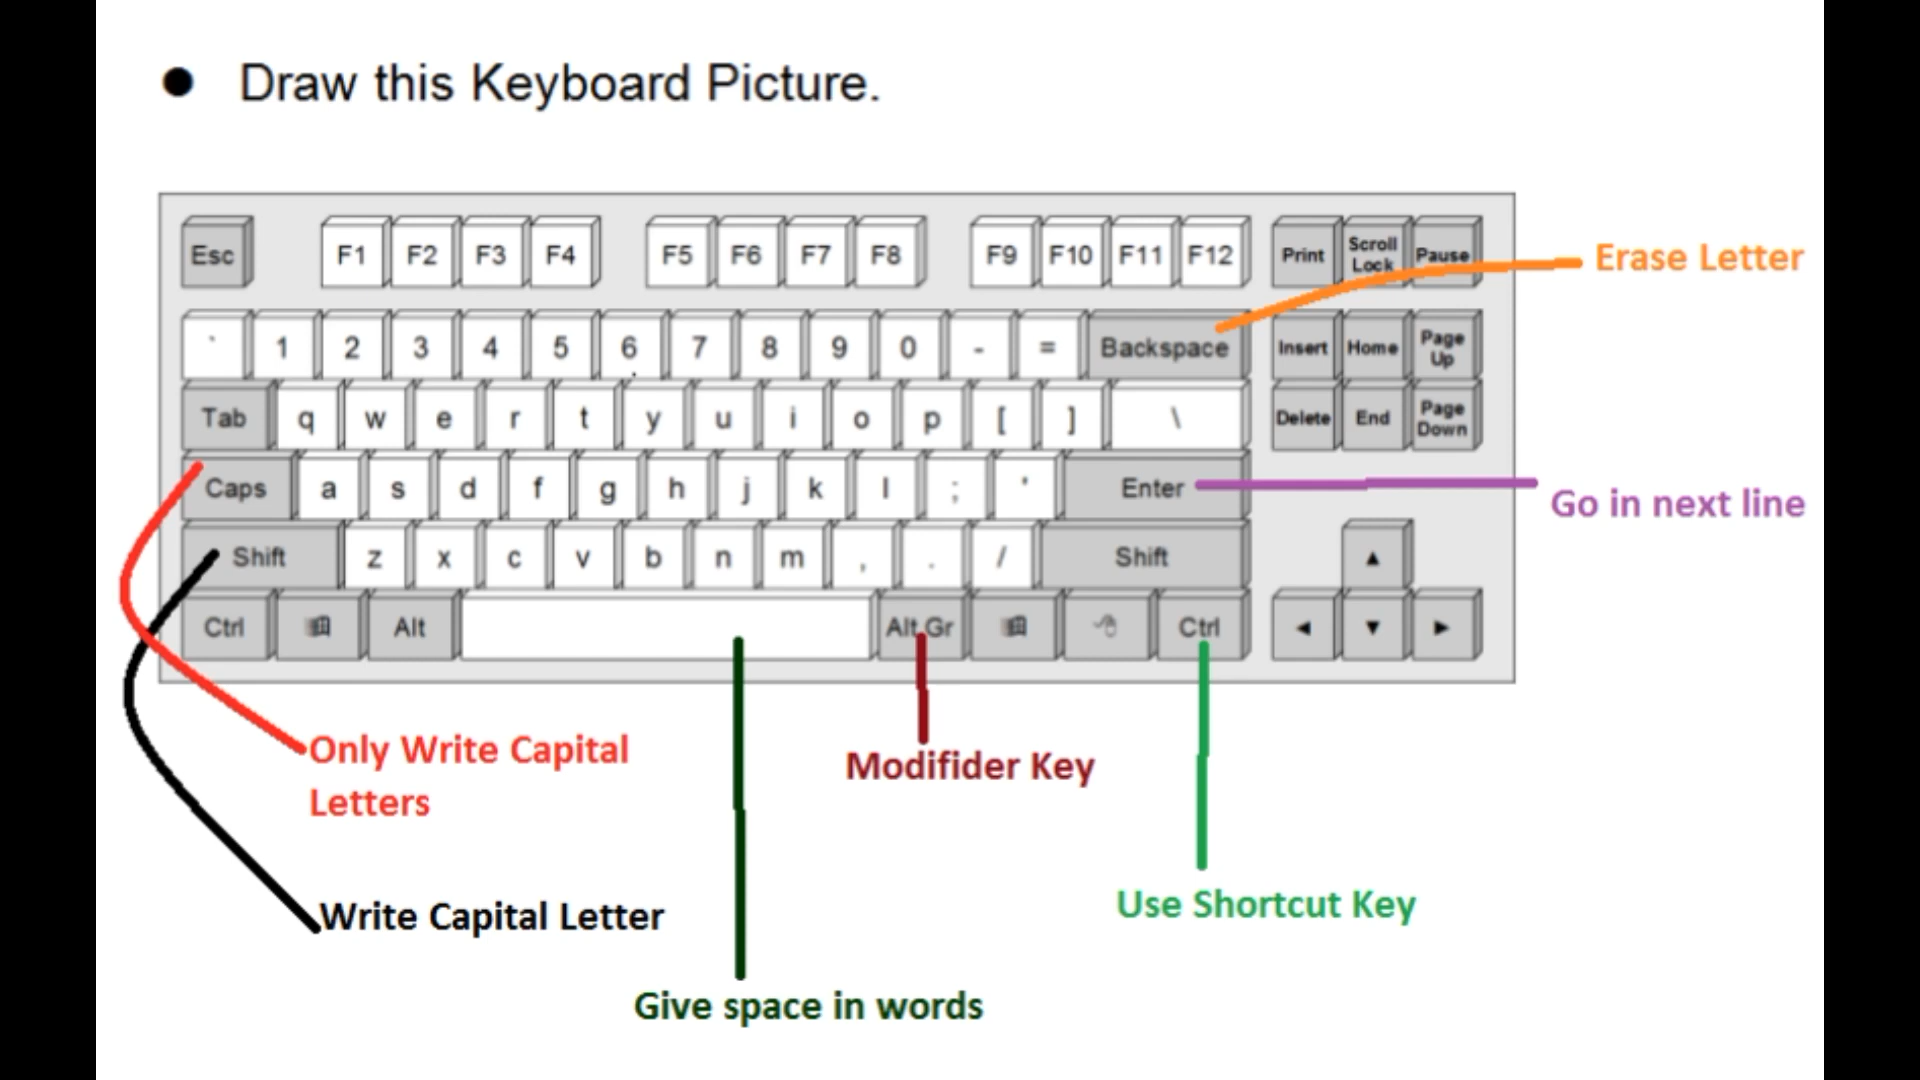 ● Draw this Keyboard Picture.
Esc F1 F2 F3 F4 F5 F6 F7 F8 F9 F10 F11 F12 Print Scroll Lock Pause
Erase Letter
` 1 2 3 4 5 6 7 8 9 0 - = Backspace Insert Home Page Up
Tab q w e r t y u i o p [ ] \ Delete End Page Down
Caps a s d f g h j k l ; ' Enter
Go in next line
Shift z x c v b n m , . / Shift ▲
Ctrl Alt Alt Gr Ctrl ◄ ▼ ►
Only Write Capital
Letters
Modifider Key
Write Capital Letter
Use Shortcut Key
Give space in words